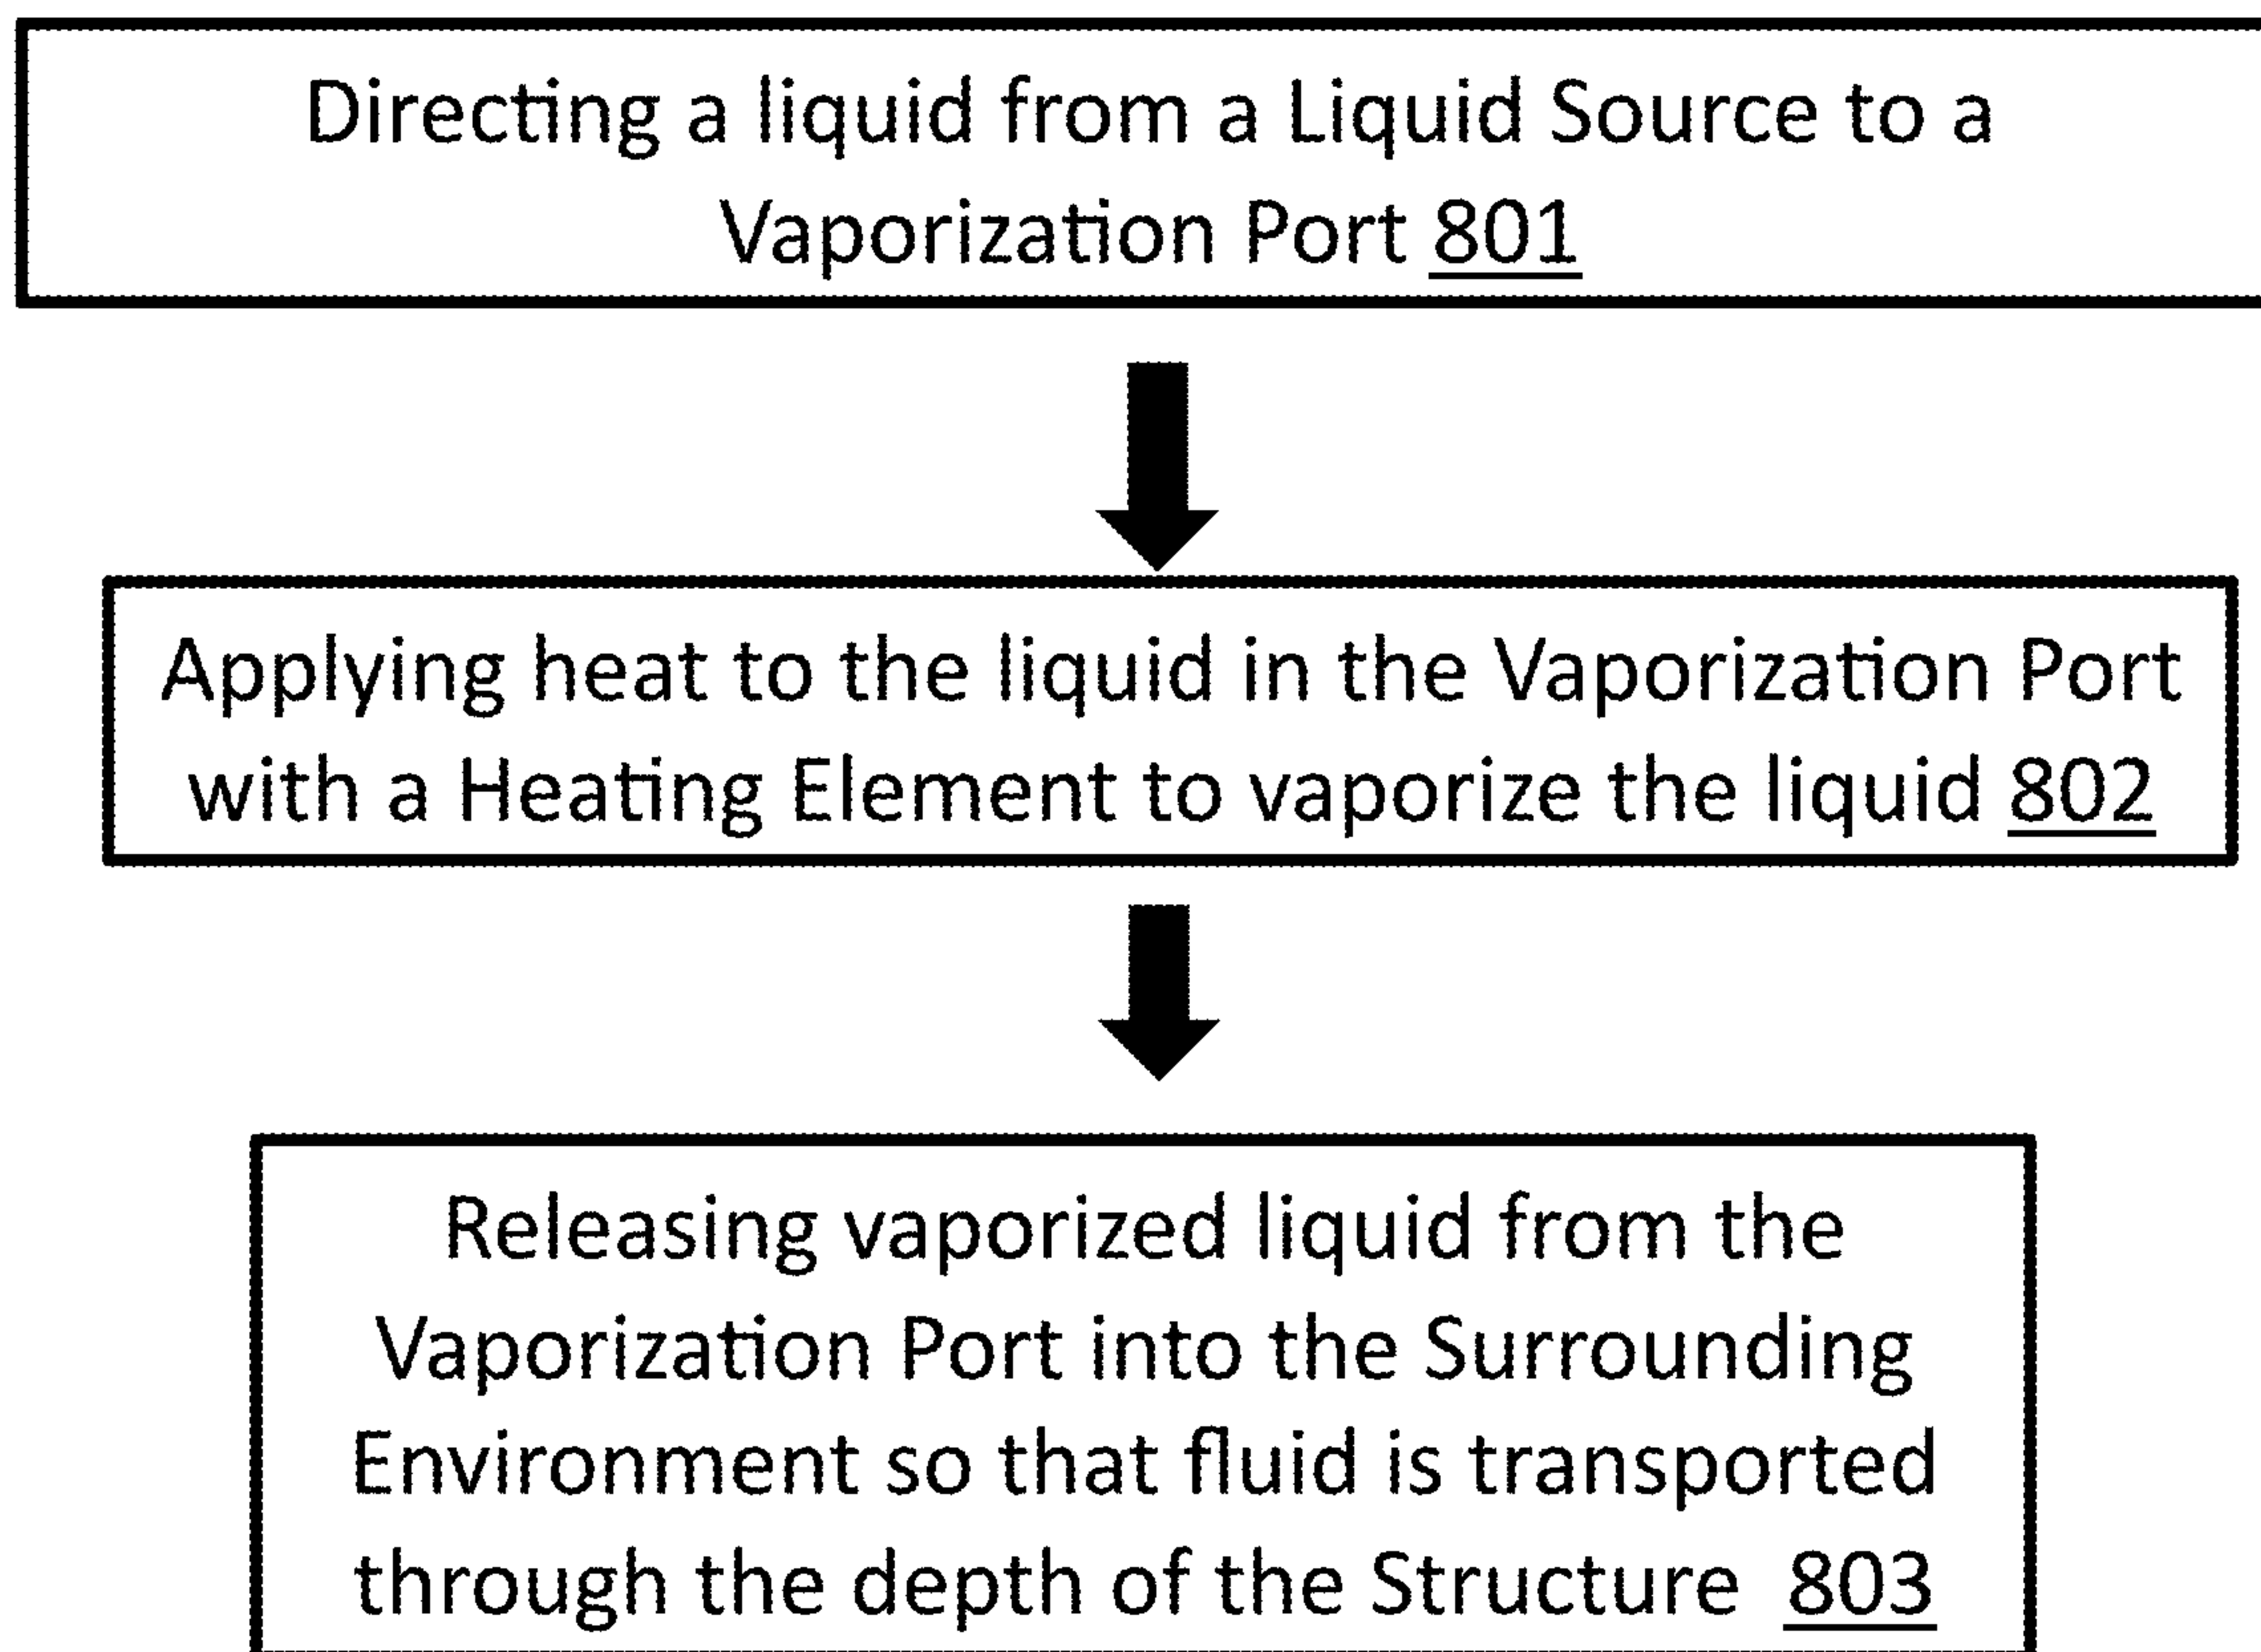 Directing a liquid from a Liquid Source to a
Vaporization Port 801
Applying heat to the liquid in the Vaporization Port
with a Heating Element to vaporize the liquid 802
Releasing vaporized liquid from the
Vaporization Port into the Surrounding
Environment so that fluid is transported
through the depth of the Structure 803